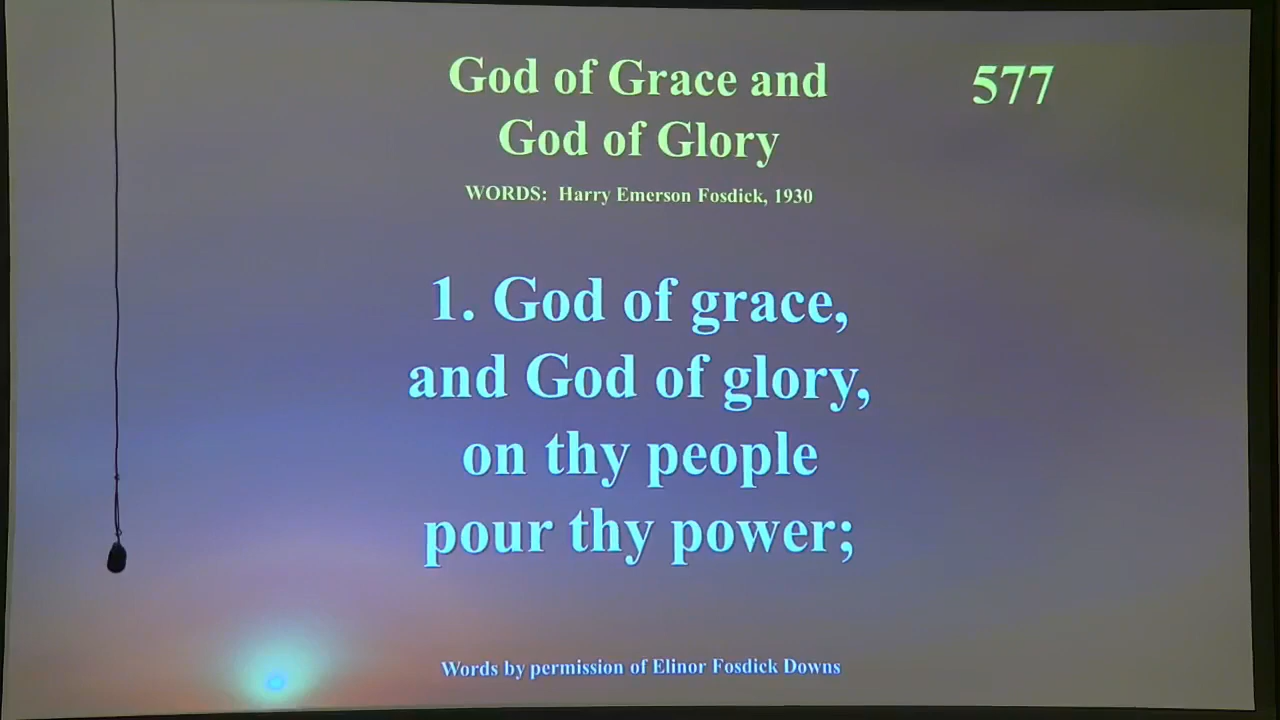 God of Grace and
God of Glory
577
WORDS: Harry Emerson Fosdick, 1930
1. God of grace,
and God of glory,
on thy people
pour thy power;
Words by permission of Elinor Fosdick Downs